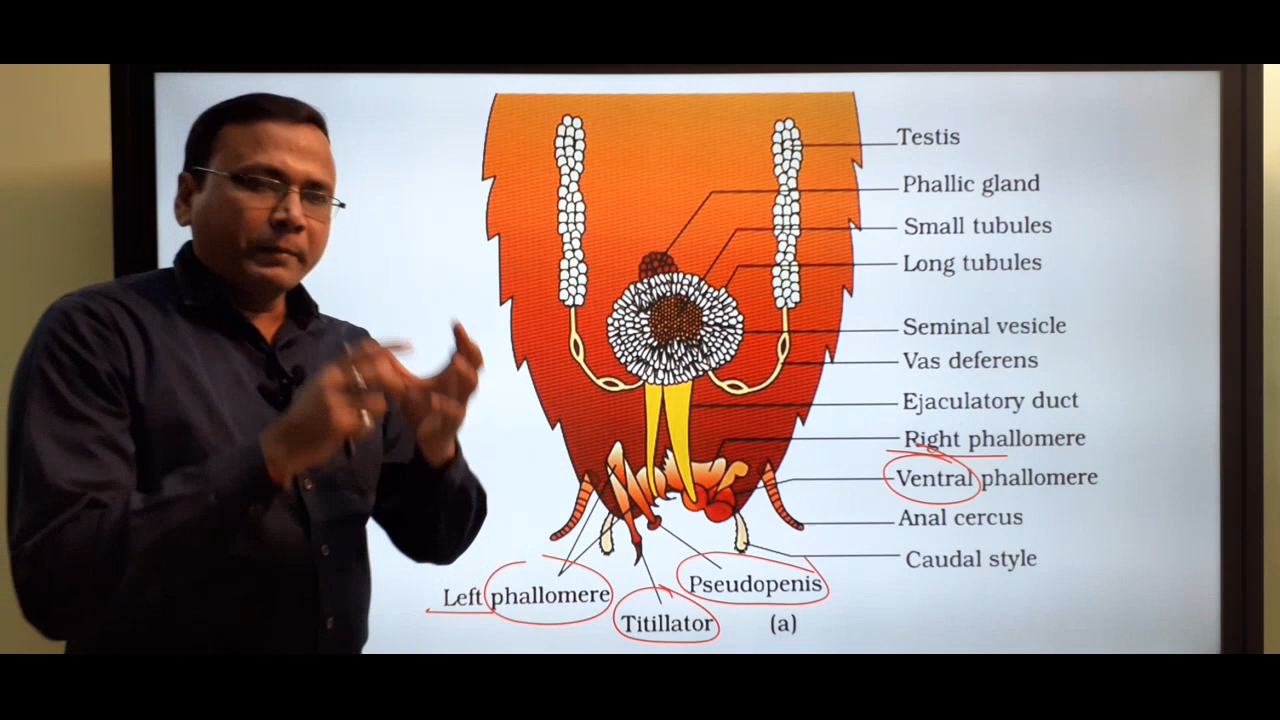 Testis
Phallic gland
Small tubules
Long tubules
Seminal vesicle
Vas deferens
Ejaculatory duct
Right phallomere
Ventral phallomere
Anal cercus
Caudal style
Pseudopenis
Left phallomere
Titillator
(a)